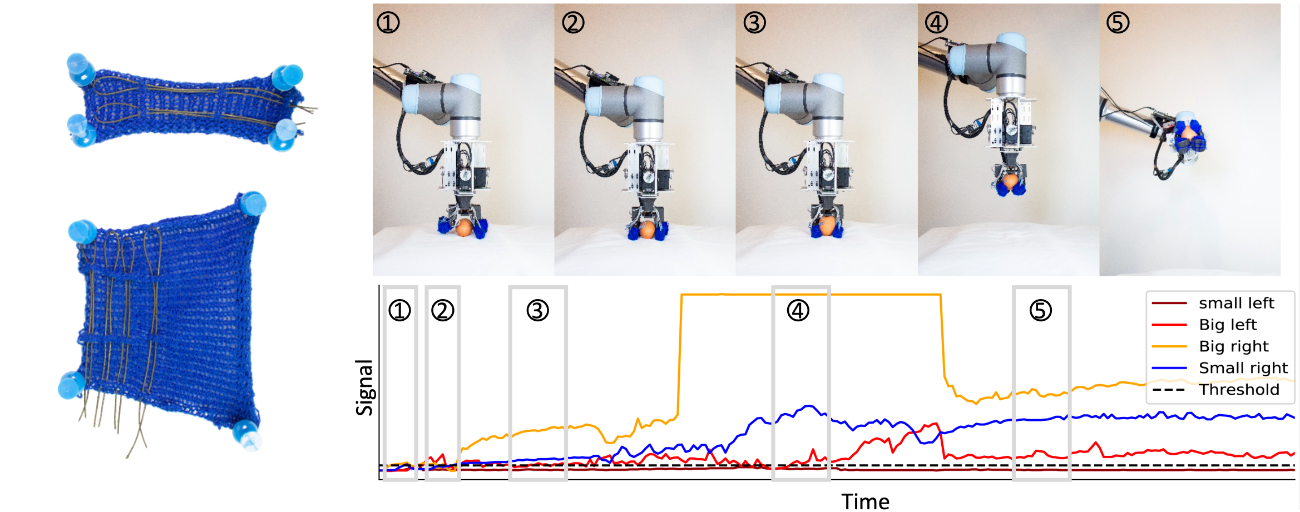 ① ② ③ ④ ⑤
① ② ③ ④ ⑤
small left
Big left
Big right
Small right
Threshold
Signal
Time